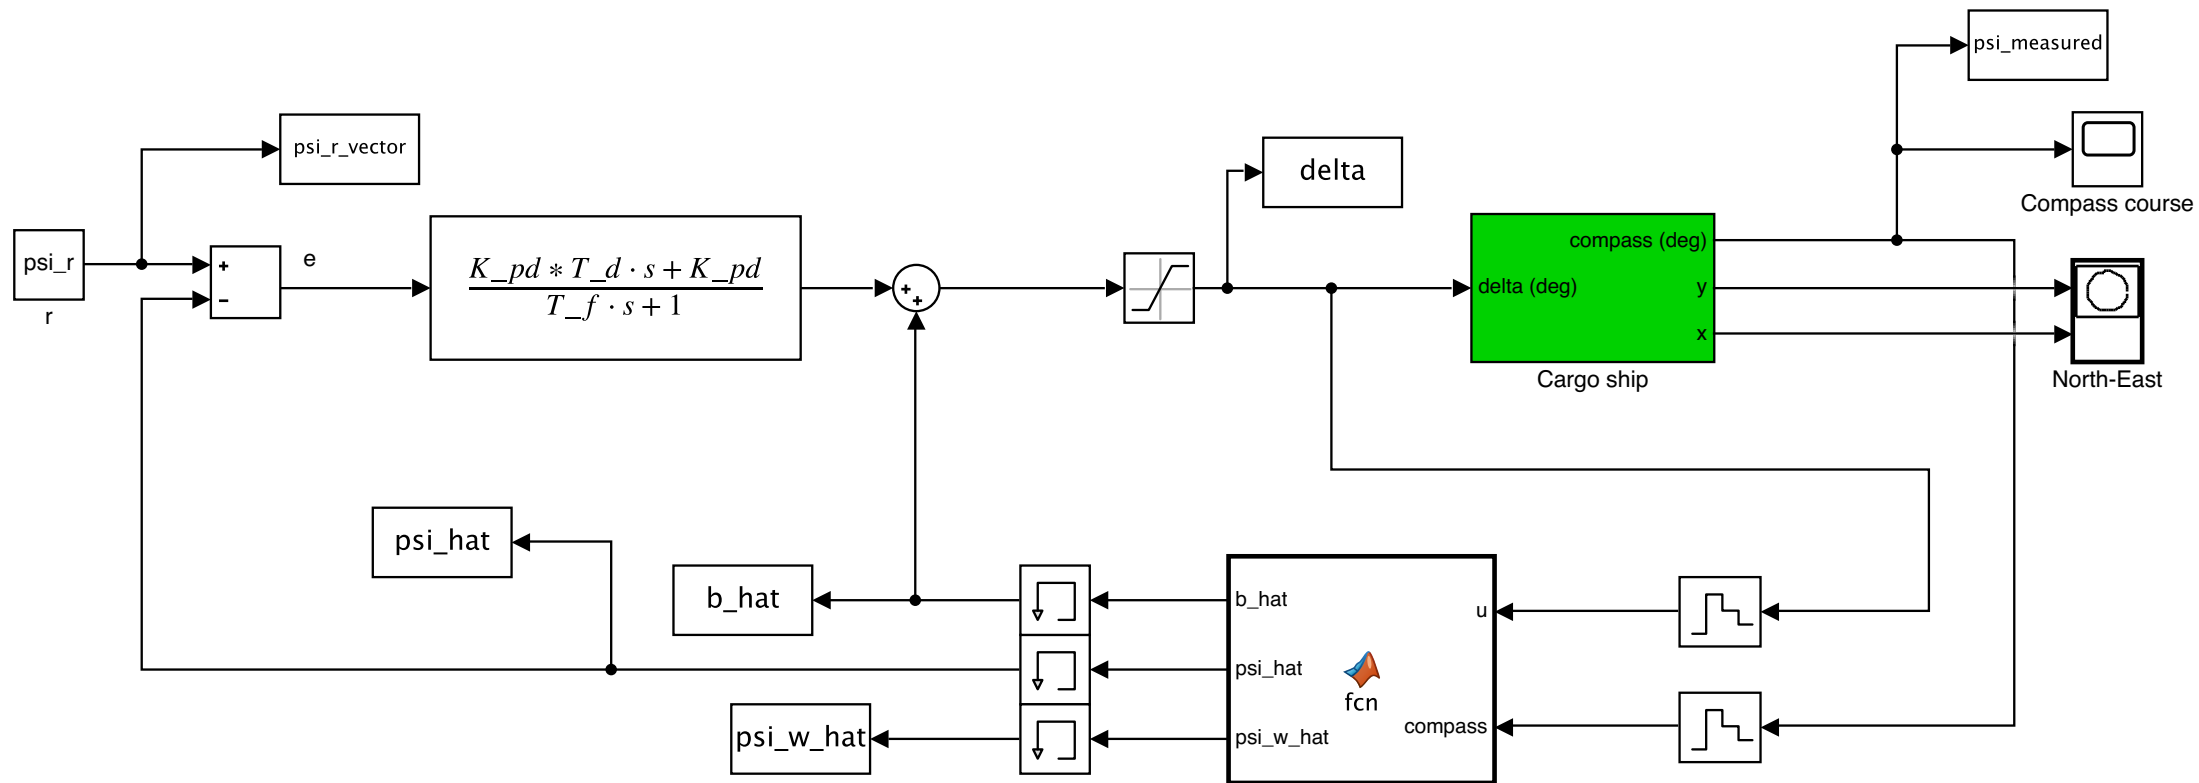 psi_measured
psi_r_vector
delta
Compass course
psi_r
+
−
e
r
K_pd ∗ T_d · s + K_pd
T_f · s + 1
+
+
compass (deg)
delta (deg)
y
x
Cargo ship
North-East
psi_hat
b_hat
b_hat
u
psi_hat
fcn
psi_w_hat
psi_w_hat
compass